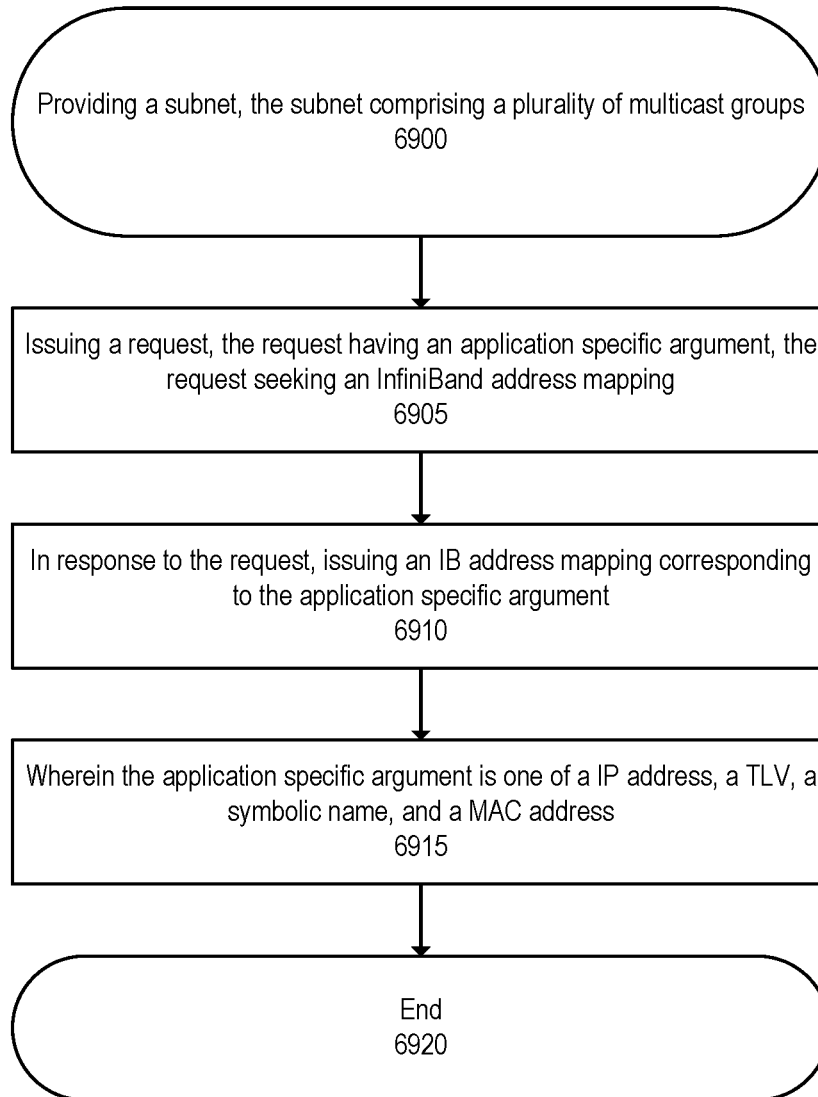 Providing a subnet, the subnet comprising a plurality of multicast groups
6900
Issuing a request, the request having an application specific argument, the
request seeking an InfiniBand address mapping
6905
In response to the request, issuing an IB address mapping corresponding
to the application specific argument
6910
Wherein the application specific argument is one of a IP address, a TLV, a
symbolic name, and a MAC address
6915
End
6920